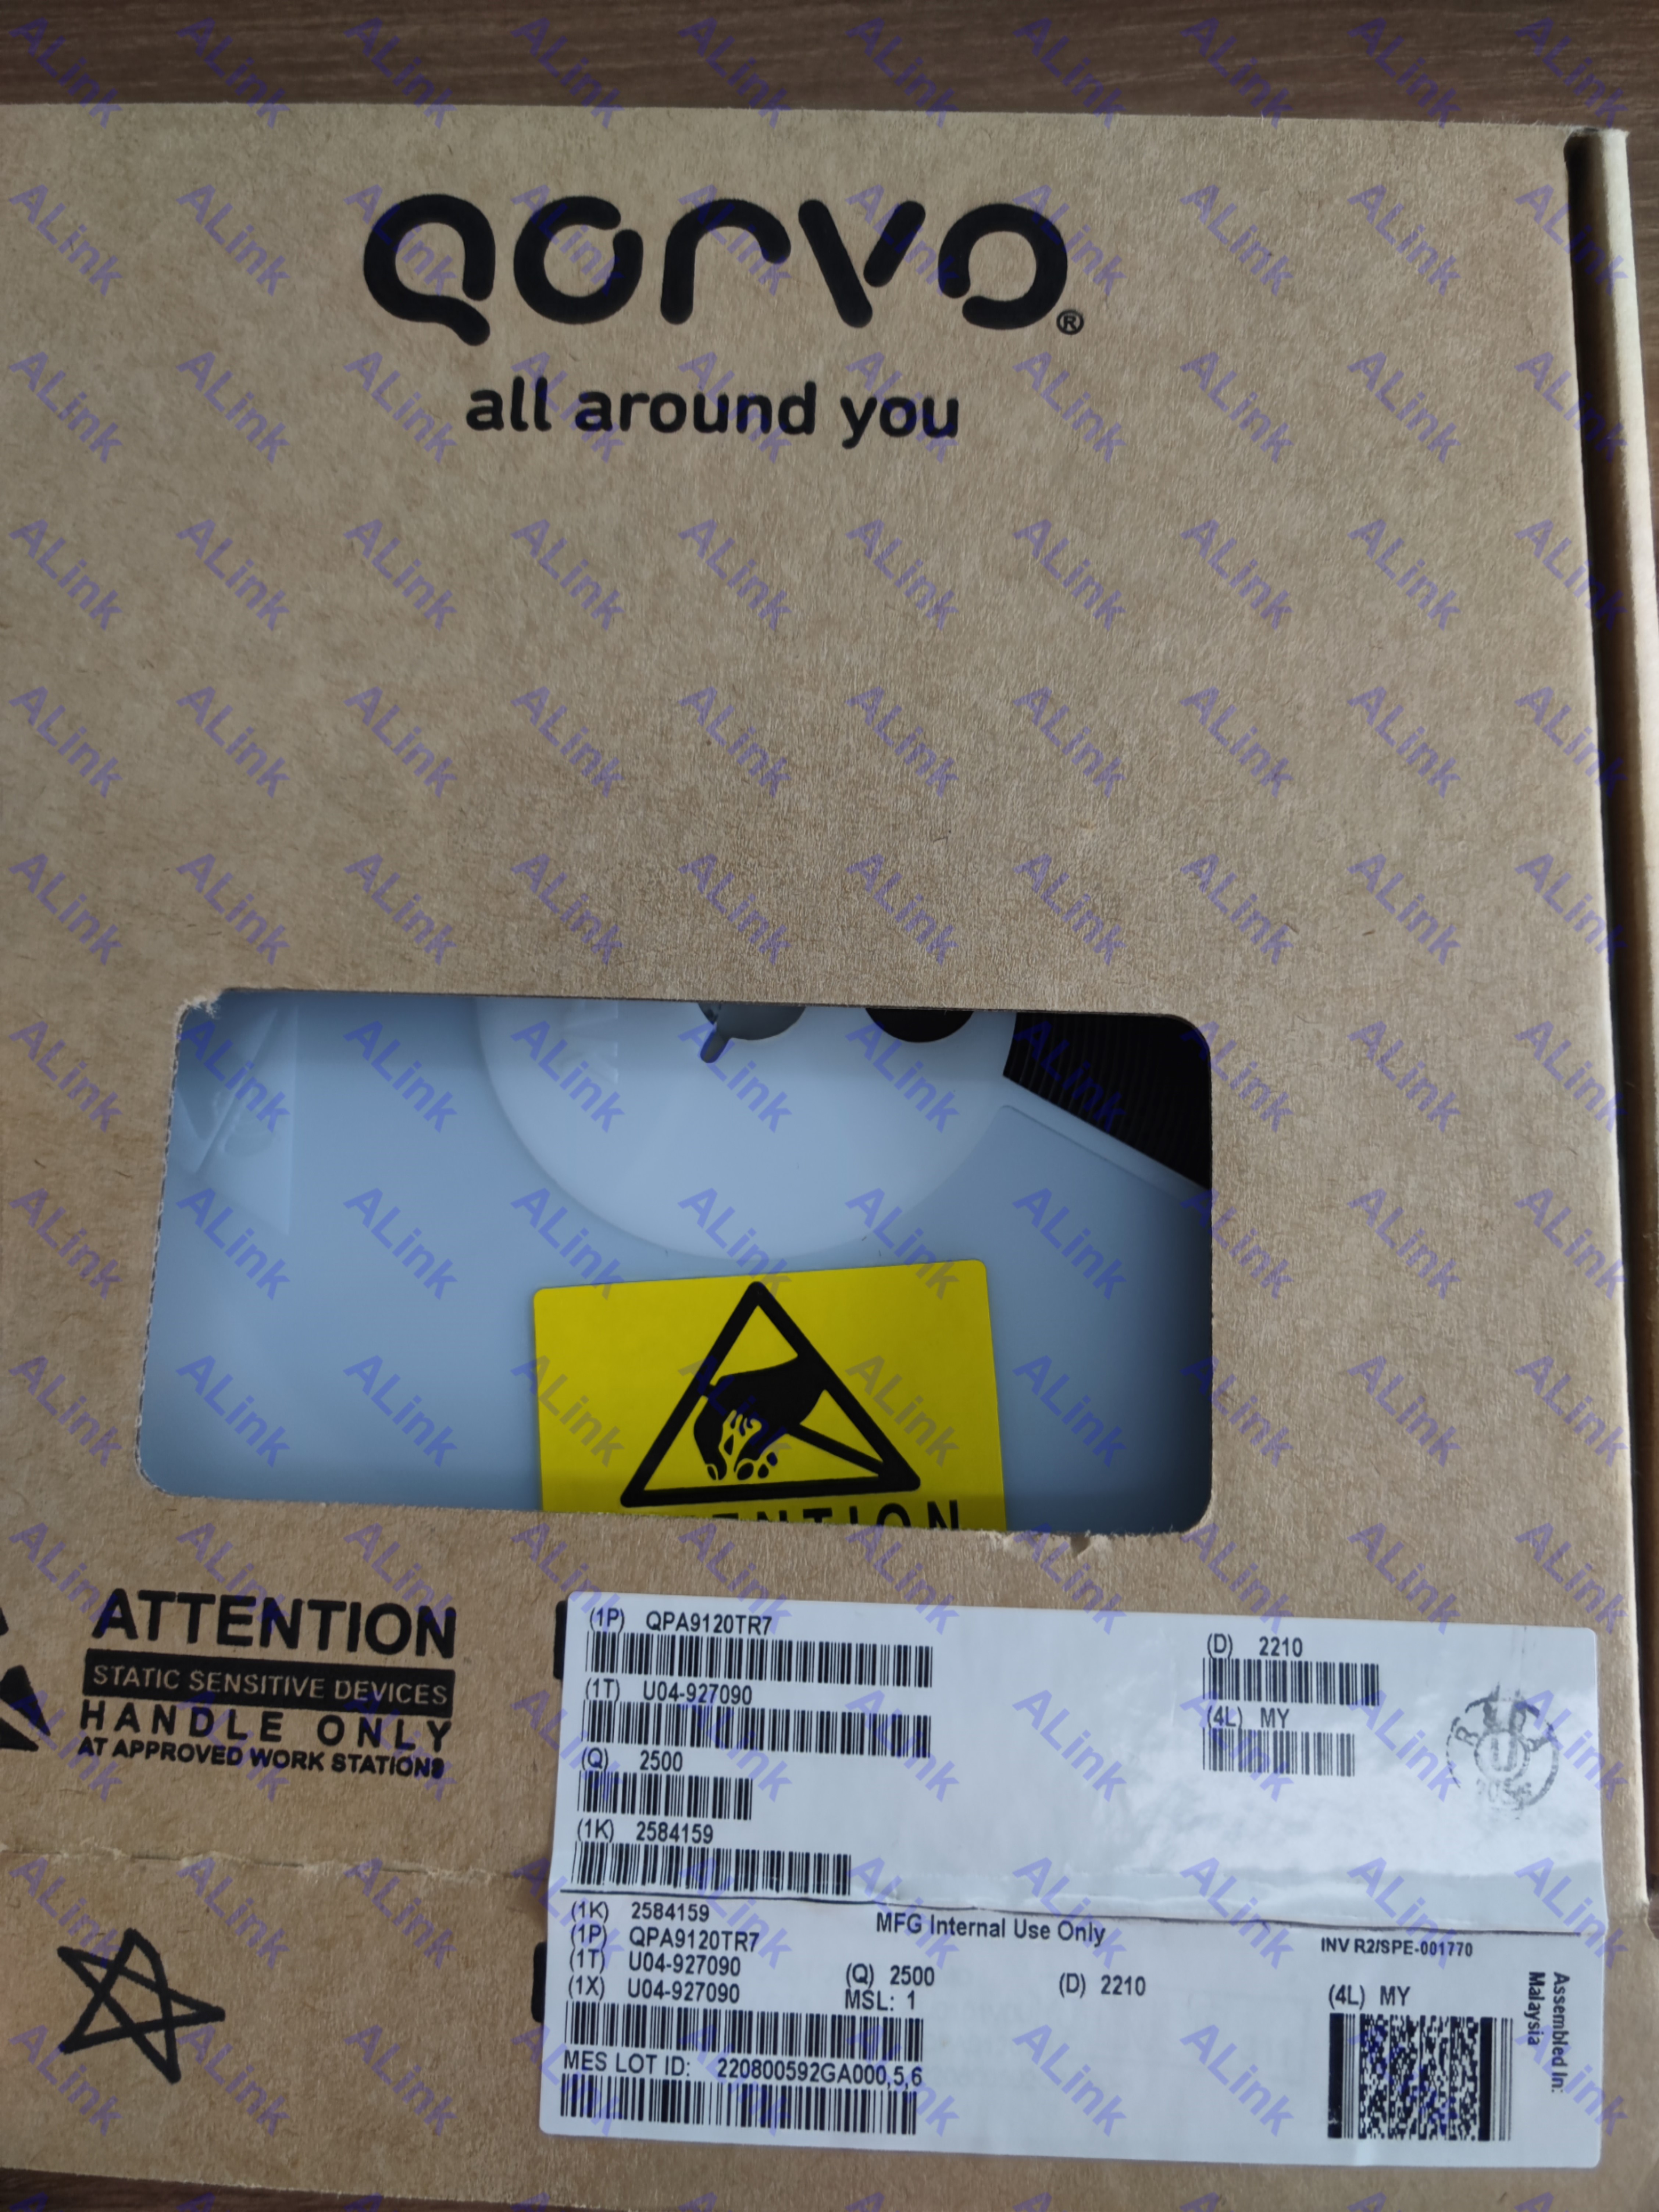 QORVO®
all around you
ATTENTION
ATTENTION
STATIC SENSITIVE DEVICES
HANDLE ONLY
AT APPROVED WORK STATIONS
(1P) QPA9120TR7
(D) 2210
(1T) U04-927090
(4L) MY
(Q) 2500
(1K) 2584159
(1K) 2584159
MFG Internal Use Only
(1P) QPA9120TR7
INV R2/SPE-001770
(1T) U04-927090
(Q) 2500
(D) 2210
(1X) U04-927090
MSL: 1
(4L) MY
Assembled In:
Malaysia
MES LOT ID: 220800592GA000,5,6
ALink